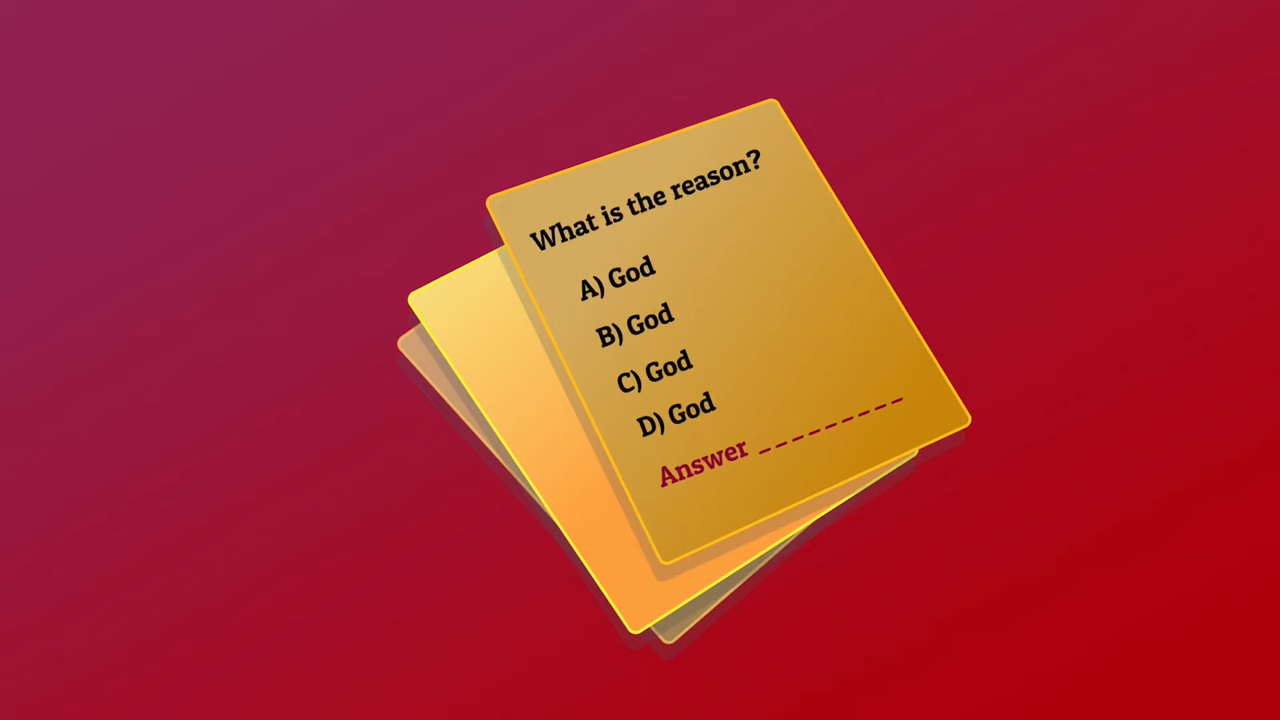 What is the reason?
A) God
B) God
C) God
D) God
Answer _ _ _ _ _ _ _ _ _ _